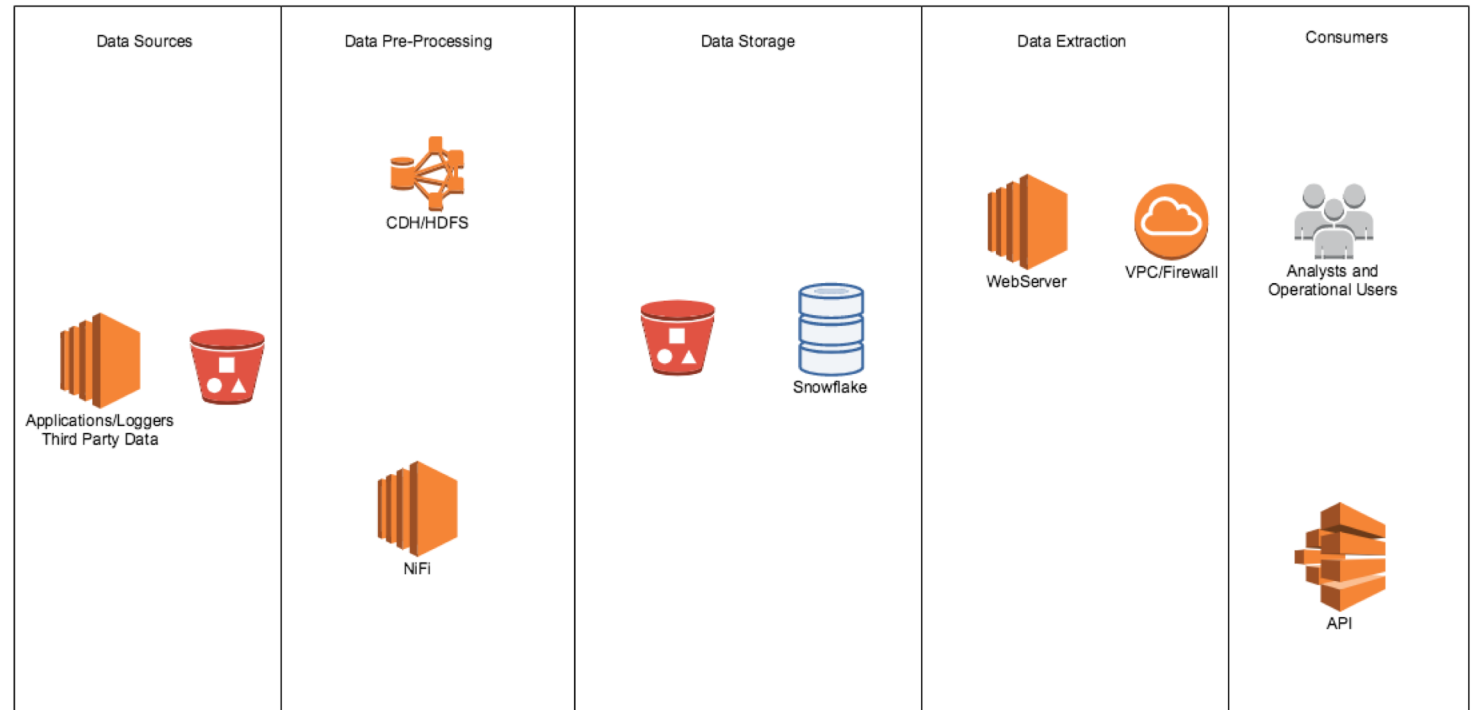 Data Sources
Data Pre-Processing
Data Storage
Data Extraction
Consumers
CDH/HDFS
WebServer
VPC/Firewall
Analysts and
Operational Users
Snowflake
Applications/Loggers
Third Party Data
NiFi
API